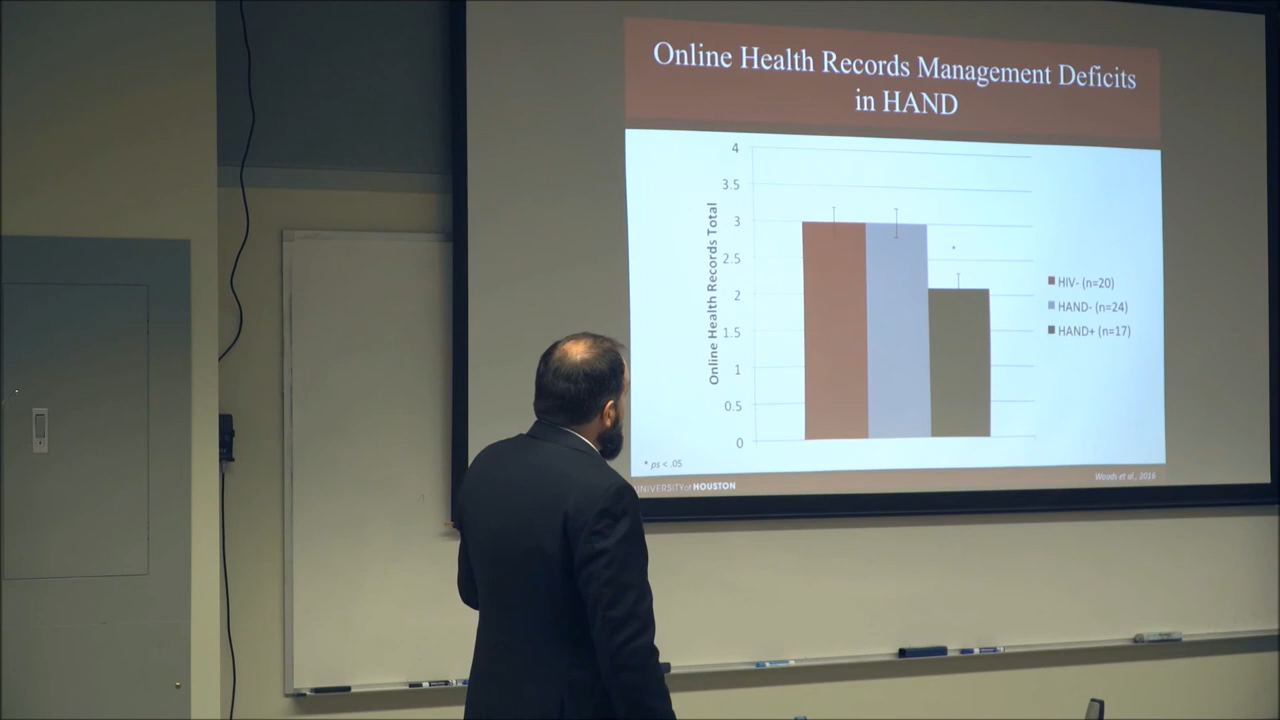 Online Health Records Management Deficits
in HAND
4
3.5
3
2.5
2
1.5
1
0.5
0
Online Health Records Total
*
HIV- (n=20)
HAND- (n=24)
HAND+ (n=17)
* ps < .05
UNIVERSITY of HOUSTON
Woods et al., 2016